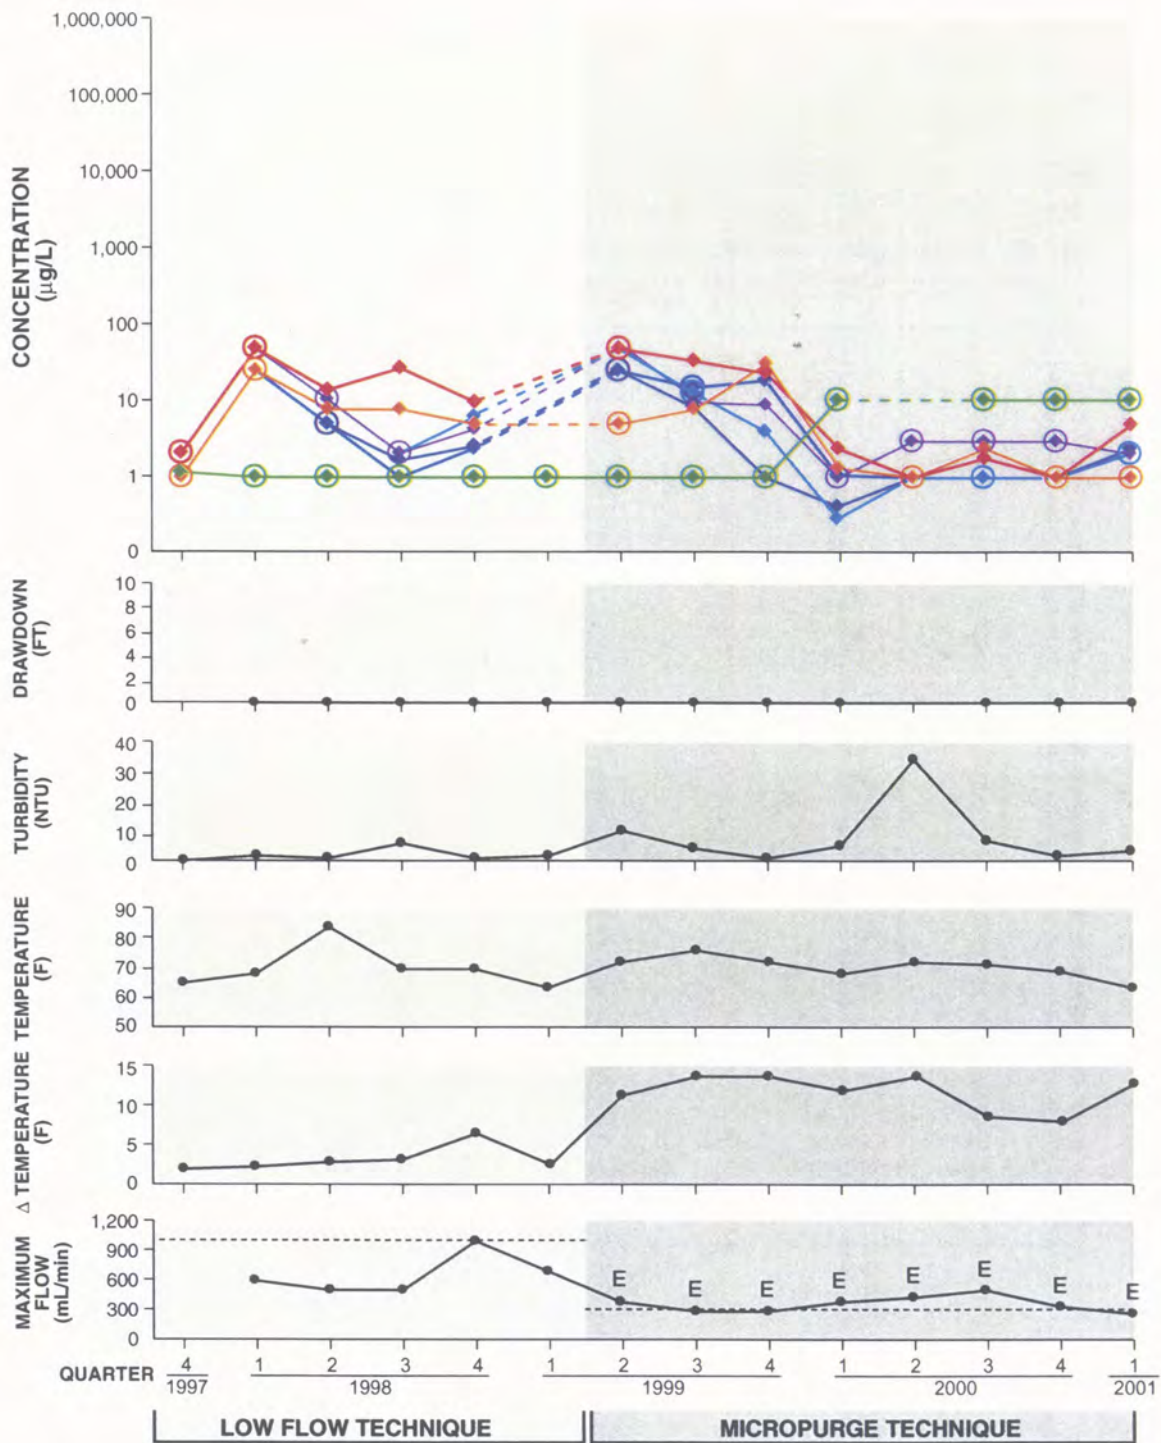 1,000,000
100,000
10,000
1,000
100
10
1
0
CONCENTRATION
(µg/L)
10
8
6
4
2
0
DRAWDOWN
(FT)
40
30
20
10
0
TURBIDITY
(NTU)
90
80
70
60
50
TEMPERATURE
(F)
15
10
5
0
Δ TEMPERATURE
(F)
1,200
900
600
300
0
MAXIMUM
FLOW
(mL/min)
E E E E E E E E
QUARTER 4 1 2 3 4 1 2 3 4 1 2 3 4 1
1997 1998 1999 2000 2001
LOW FLOW TECHNIQUE MICROPURGE TECHNIQUE